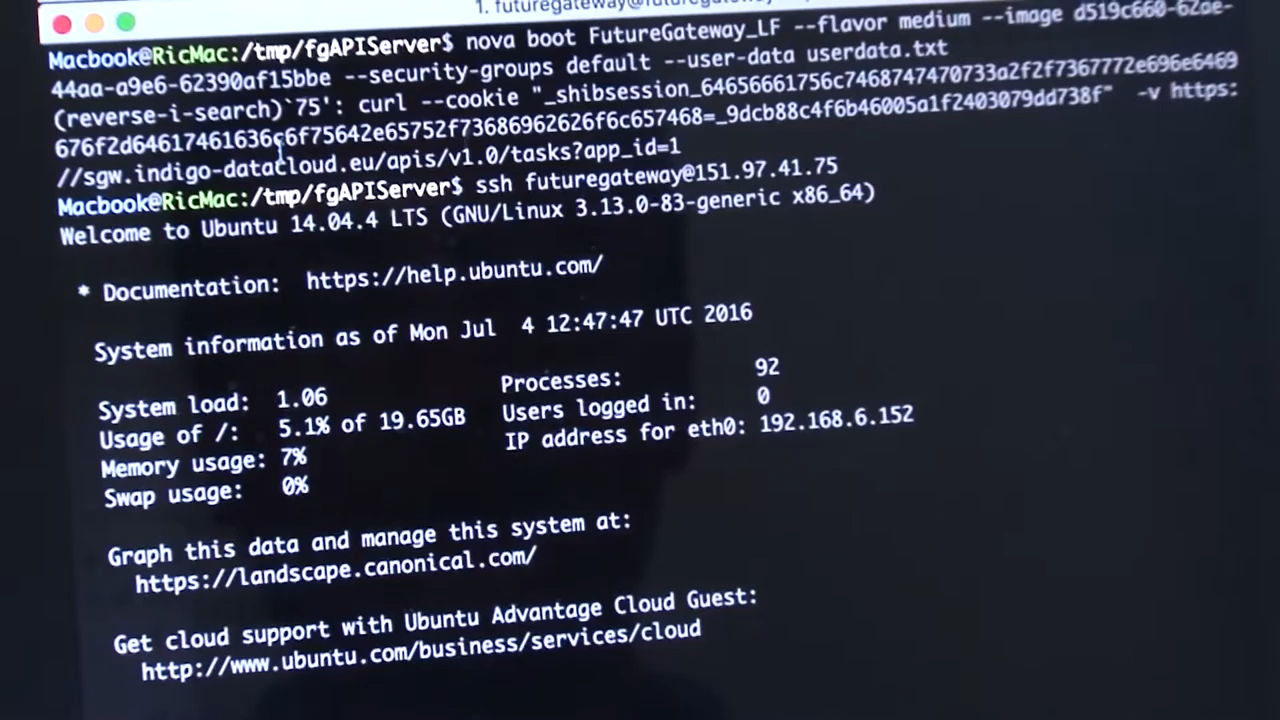 1. futuregateway@futuregateway
Macbook@RicMac:/tmp/fgAPIServer$ nova boot FutureGateway_LF --flavor medium --image d519c660-62ae-
44aa-a9e6-62390af15bbe --security-groups default --user-data userdata.txt
(reverse-i-search)`75': curl --cookie "_shibsession_64656661756c7468747470733a2f2f7367772e696e6469
676f2d64617461636c6f75642e65752f73686962626f6c657468=_9dcb88c4f6b46005a1f2403079dd738f" -v https:
//sgw.indigo-datacloud.eu/apis/v1.0/tasks?app_id=1
Macbook@RicMac:/tmp/fgAPIServer$ ssh futuregateway@151.97.41.75
Welcome to Ubuntu 14.04.4 LTS (GNU/Linux 3.13.0-83-generic x86_64)
* Documentation: https://help.ubuntu.com/
System information as of Mon Jul 4 12:47:47 UTC 2016
System load: 1.06 Processes: 92
Usage of /: 5.1% of 19.65GB Users logged in: 0
Memory usage: 7% IP address for eth0: 192.168.6.152
Swap usage: 0%
Graph this data and manage this system at:
https://landscape.canonical.com/
Get cloud support with Ubuntu Advantage Cloud Guest:
http://www.ubuntu.com/business/services/cloud